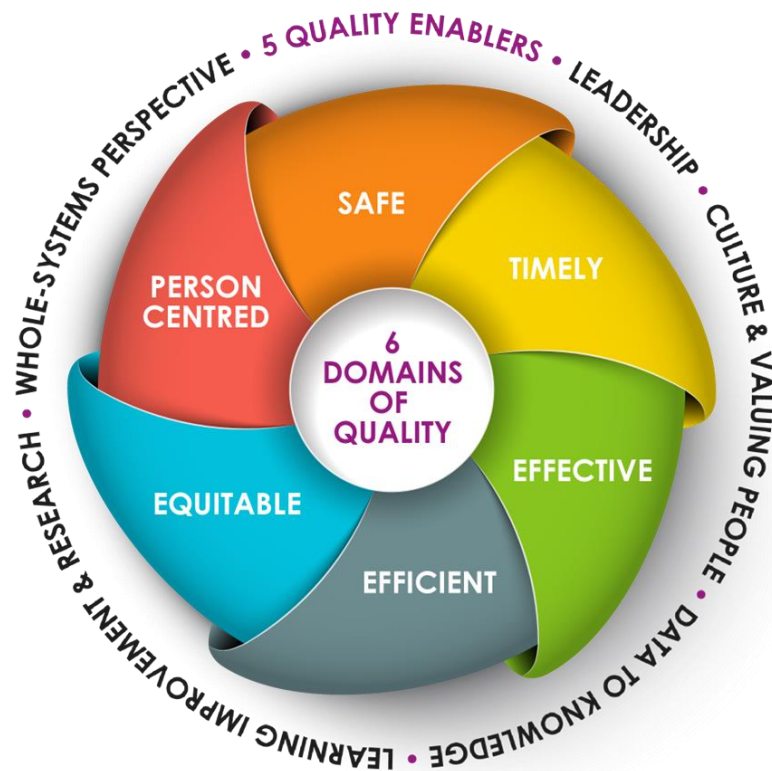 • 5 QUALITY ENABLERS • LEADERSHIP • CULTURE & VALUING PEOPLE • DATA TO KNOWLEDGE • LEARNING IMPROVEMENT & RESEARCH • WHOLE-SYSTEMS PERSPECTIVE
SAFE
TIMELY
EFFECTIVE
EFFICIENT
EQUITABLE
PERSON
CENTRED
6
DOMAINS
OF
QUALITY